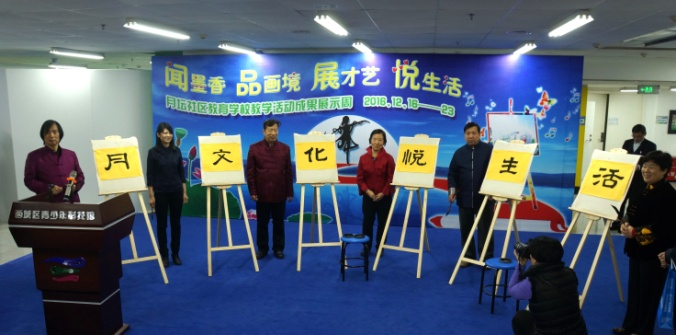 闻墨香 品画境 展才艺 悦生活
月坛社区教育学校教学活动成果展示周 2016.12.18——23
月 文 化 悦 生 活
西城区青少年科技馆